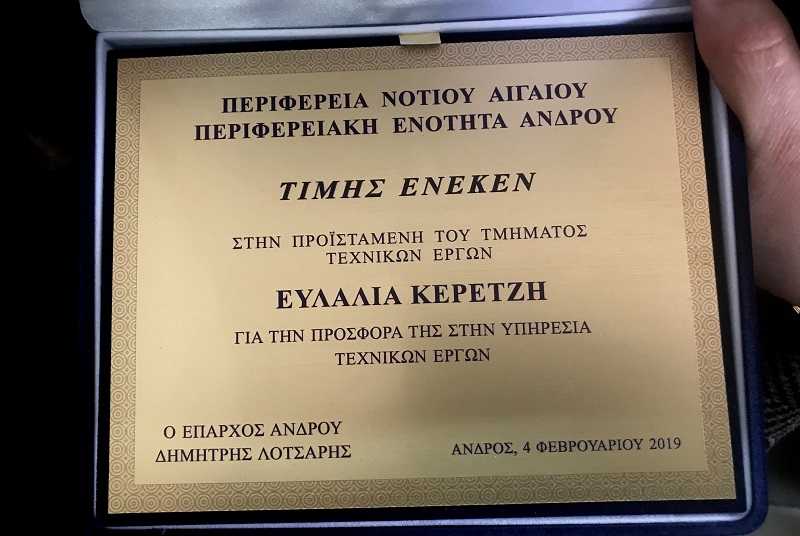 ΠΕΡΙΦΕΡΕΙΑ ΝΟΤΙΟΥ ΑΙΓΑΙΟΥ
ΠΕΡΙΦΕΡΕΙΑΚΗ ΕΝΟΤΗΤΑ ΑΝΔΡΟΥ
ΤΙΜΗΣ ΕΝΕΚΕΝ
ΣΤΗΝ ΠΡΟΪΣΤΑΜΕΝΗ ΤΟΥ ΤΜΗΜΑΤΟΣ
ΤΕΧΝΙΚΩΝ ΕΡΓΩΝ
ΕΥΛΑΛΙΑ ΚΕΡΕΤΖΗ
ΓΙΑ ΤΗΝ ΠΡΟΣΦΟΡΑ ΤΗΣ ΣΤΗΝ ΥΠΗΡΕΣΙΑ
ΤΕΧΝΙΚΩΝ ΕΡΓΩΝ
Ο ΕΠΑΡΧΟΣ ΑΝΔΡΟΥ
ΔΗΜΗΤΡΗΣ ΛΟΤΣΑΡΗΣ
ΑΝΔΡΟΣ, 4 ΦΕΒΡΟΥΑΡΙΟΥ 2019